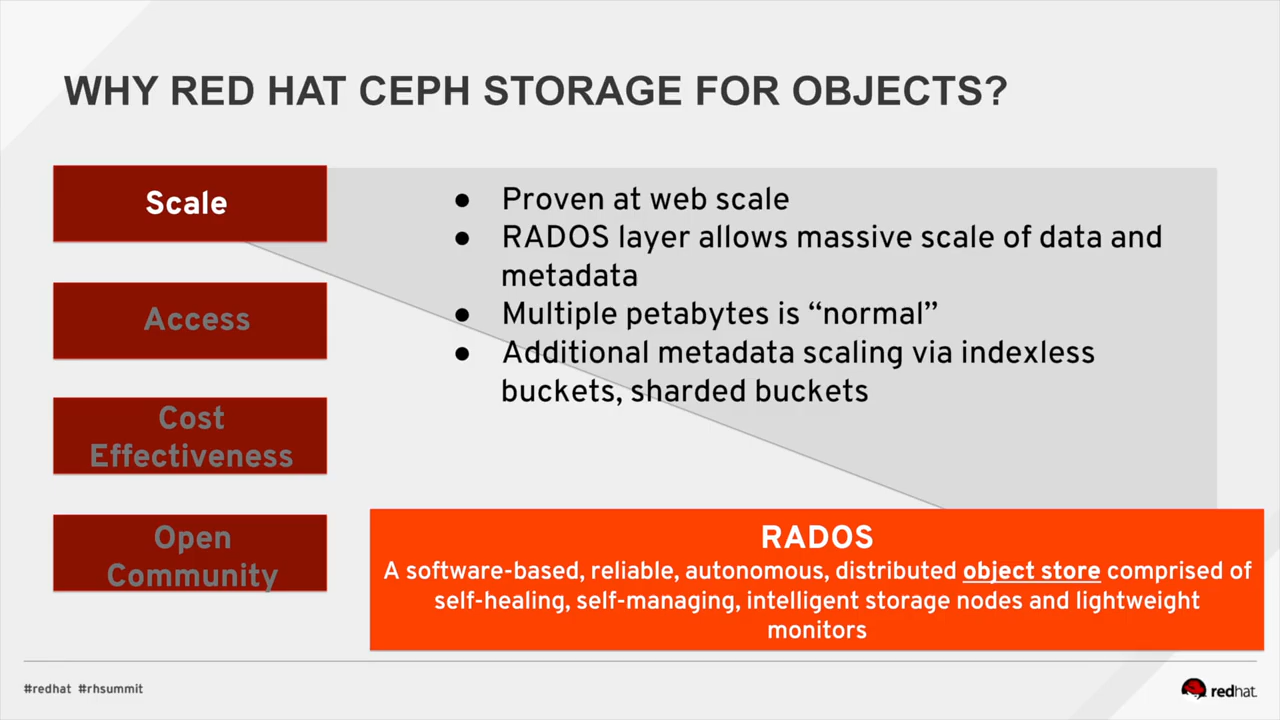 WHY RED HAT CEPH STORAGE FOR OBJECTS?
Scale
Access
Cost
Effectiveness
Open
Community
● Proven at web scale
● RADOS layer allows massive scale of data and
metadata
● Multiple petabytes is “normal”
● Additional metadata scaling via indexless
buckets, sharded buckets
RADOS
A software-based, reliable, autonomous, distributed object store comprised of
self-healing, self-managing, intelligent storage nodes and lightweight
monitors
#redhat #rhsummit
redhat.